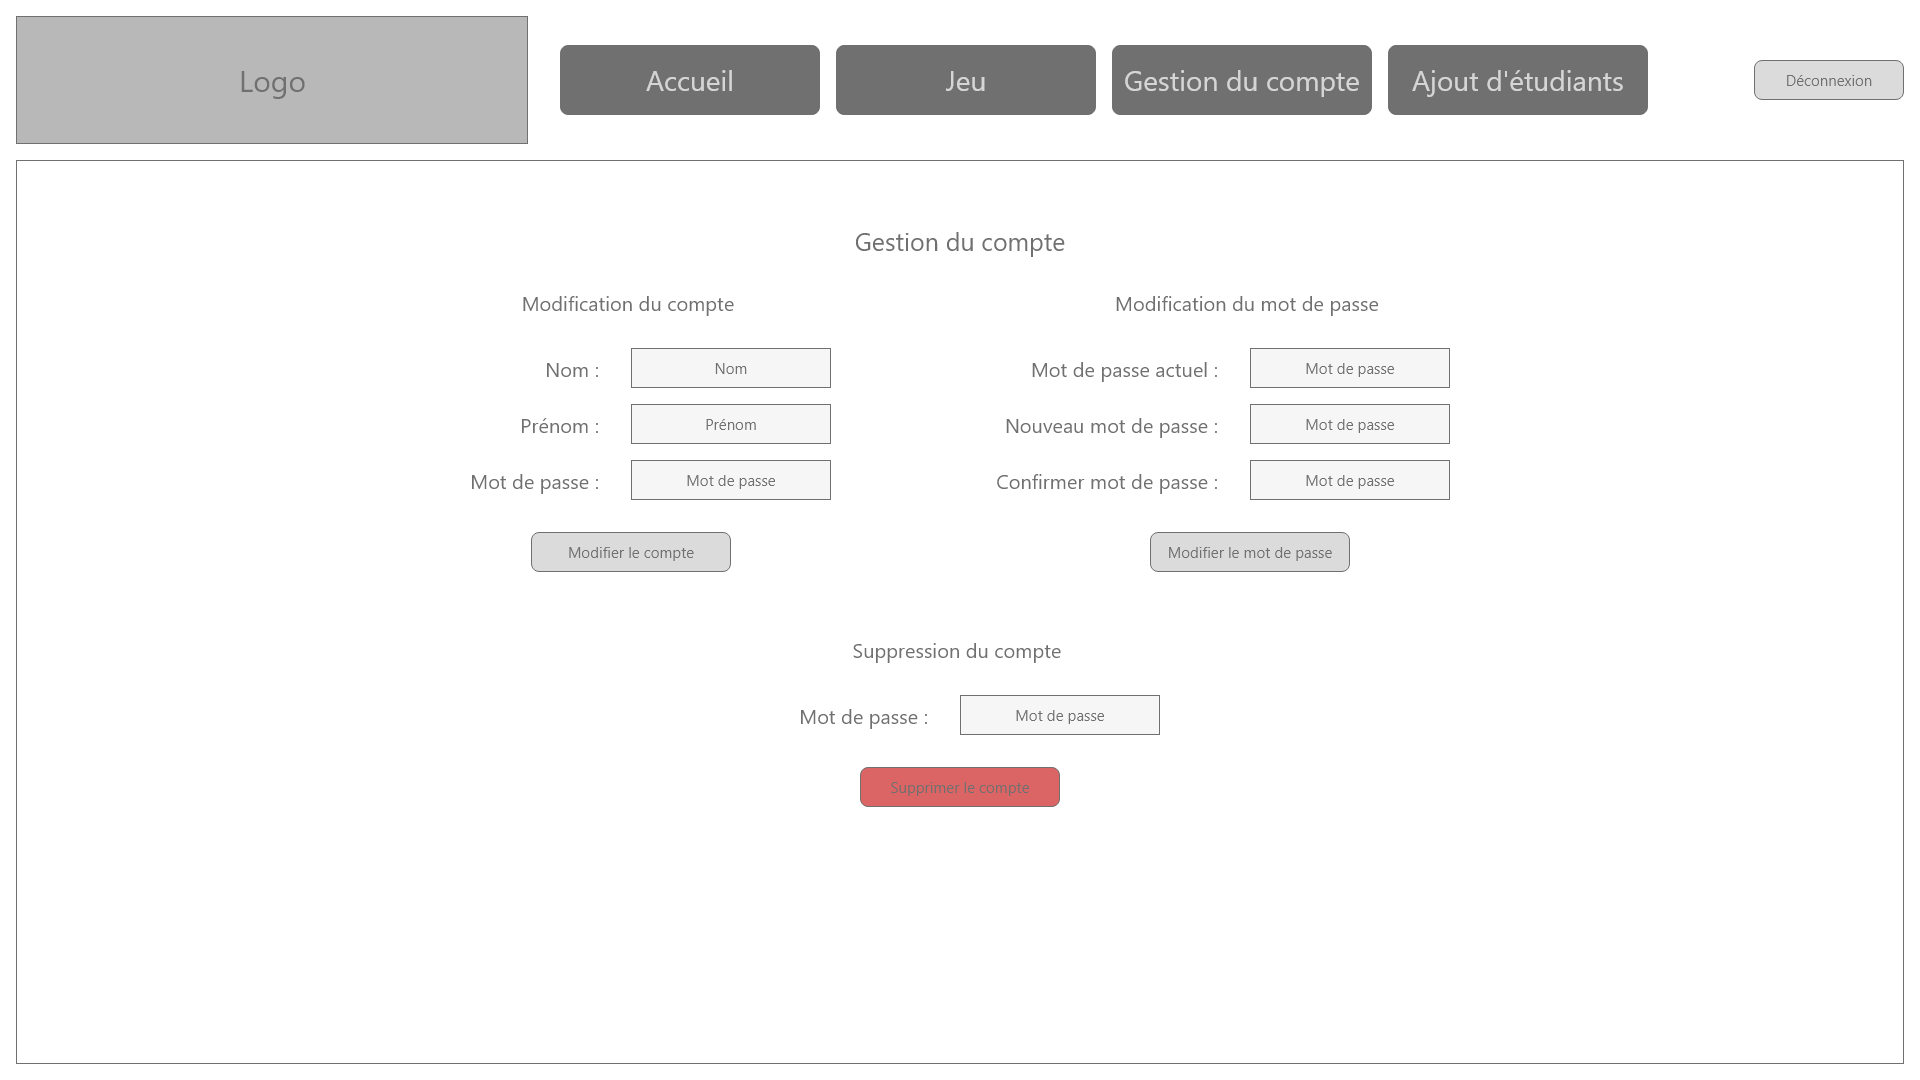 Logo
Accueil
Jeu
Gestion du compte
Ajout d'étudiants
Déconnexion
Gestion du compte
Modification du compte
Nom :
Nom
Prénom :
Prénom
Mot de passe :
Mot de passe
Modifier le compte
Modification du mot de passe
Mot de passe actuel :
Mot de passe
Nouveau mot de passe :
Mot de passe
Confirmer mot de passe :
Mot de passe
Modifier le mot de passe
Suppression du compte
Mot de passe :
Mot de passe
Supprimer le compte